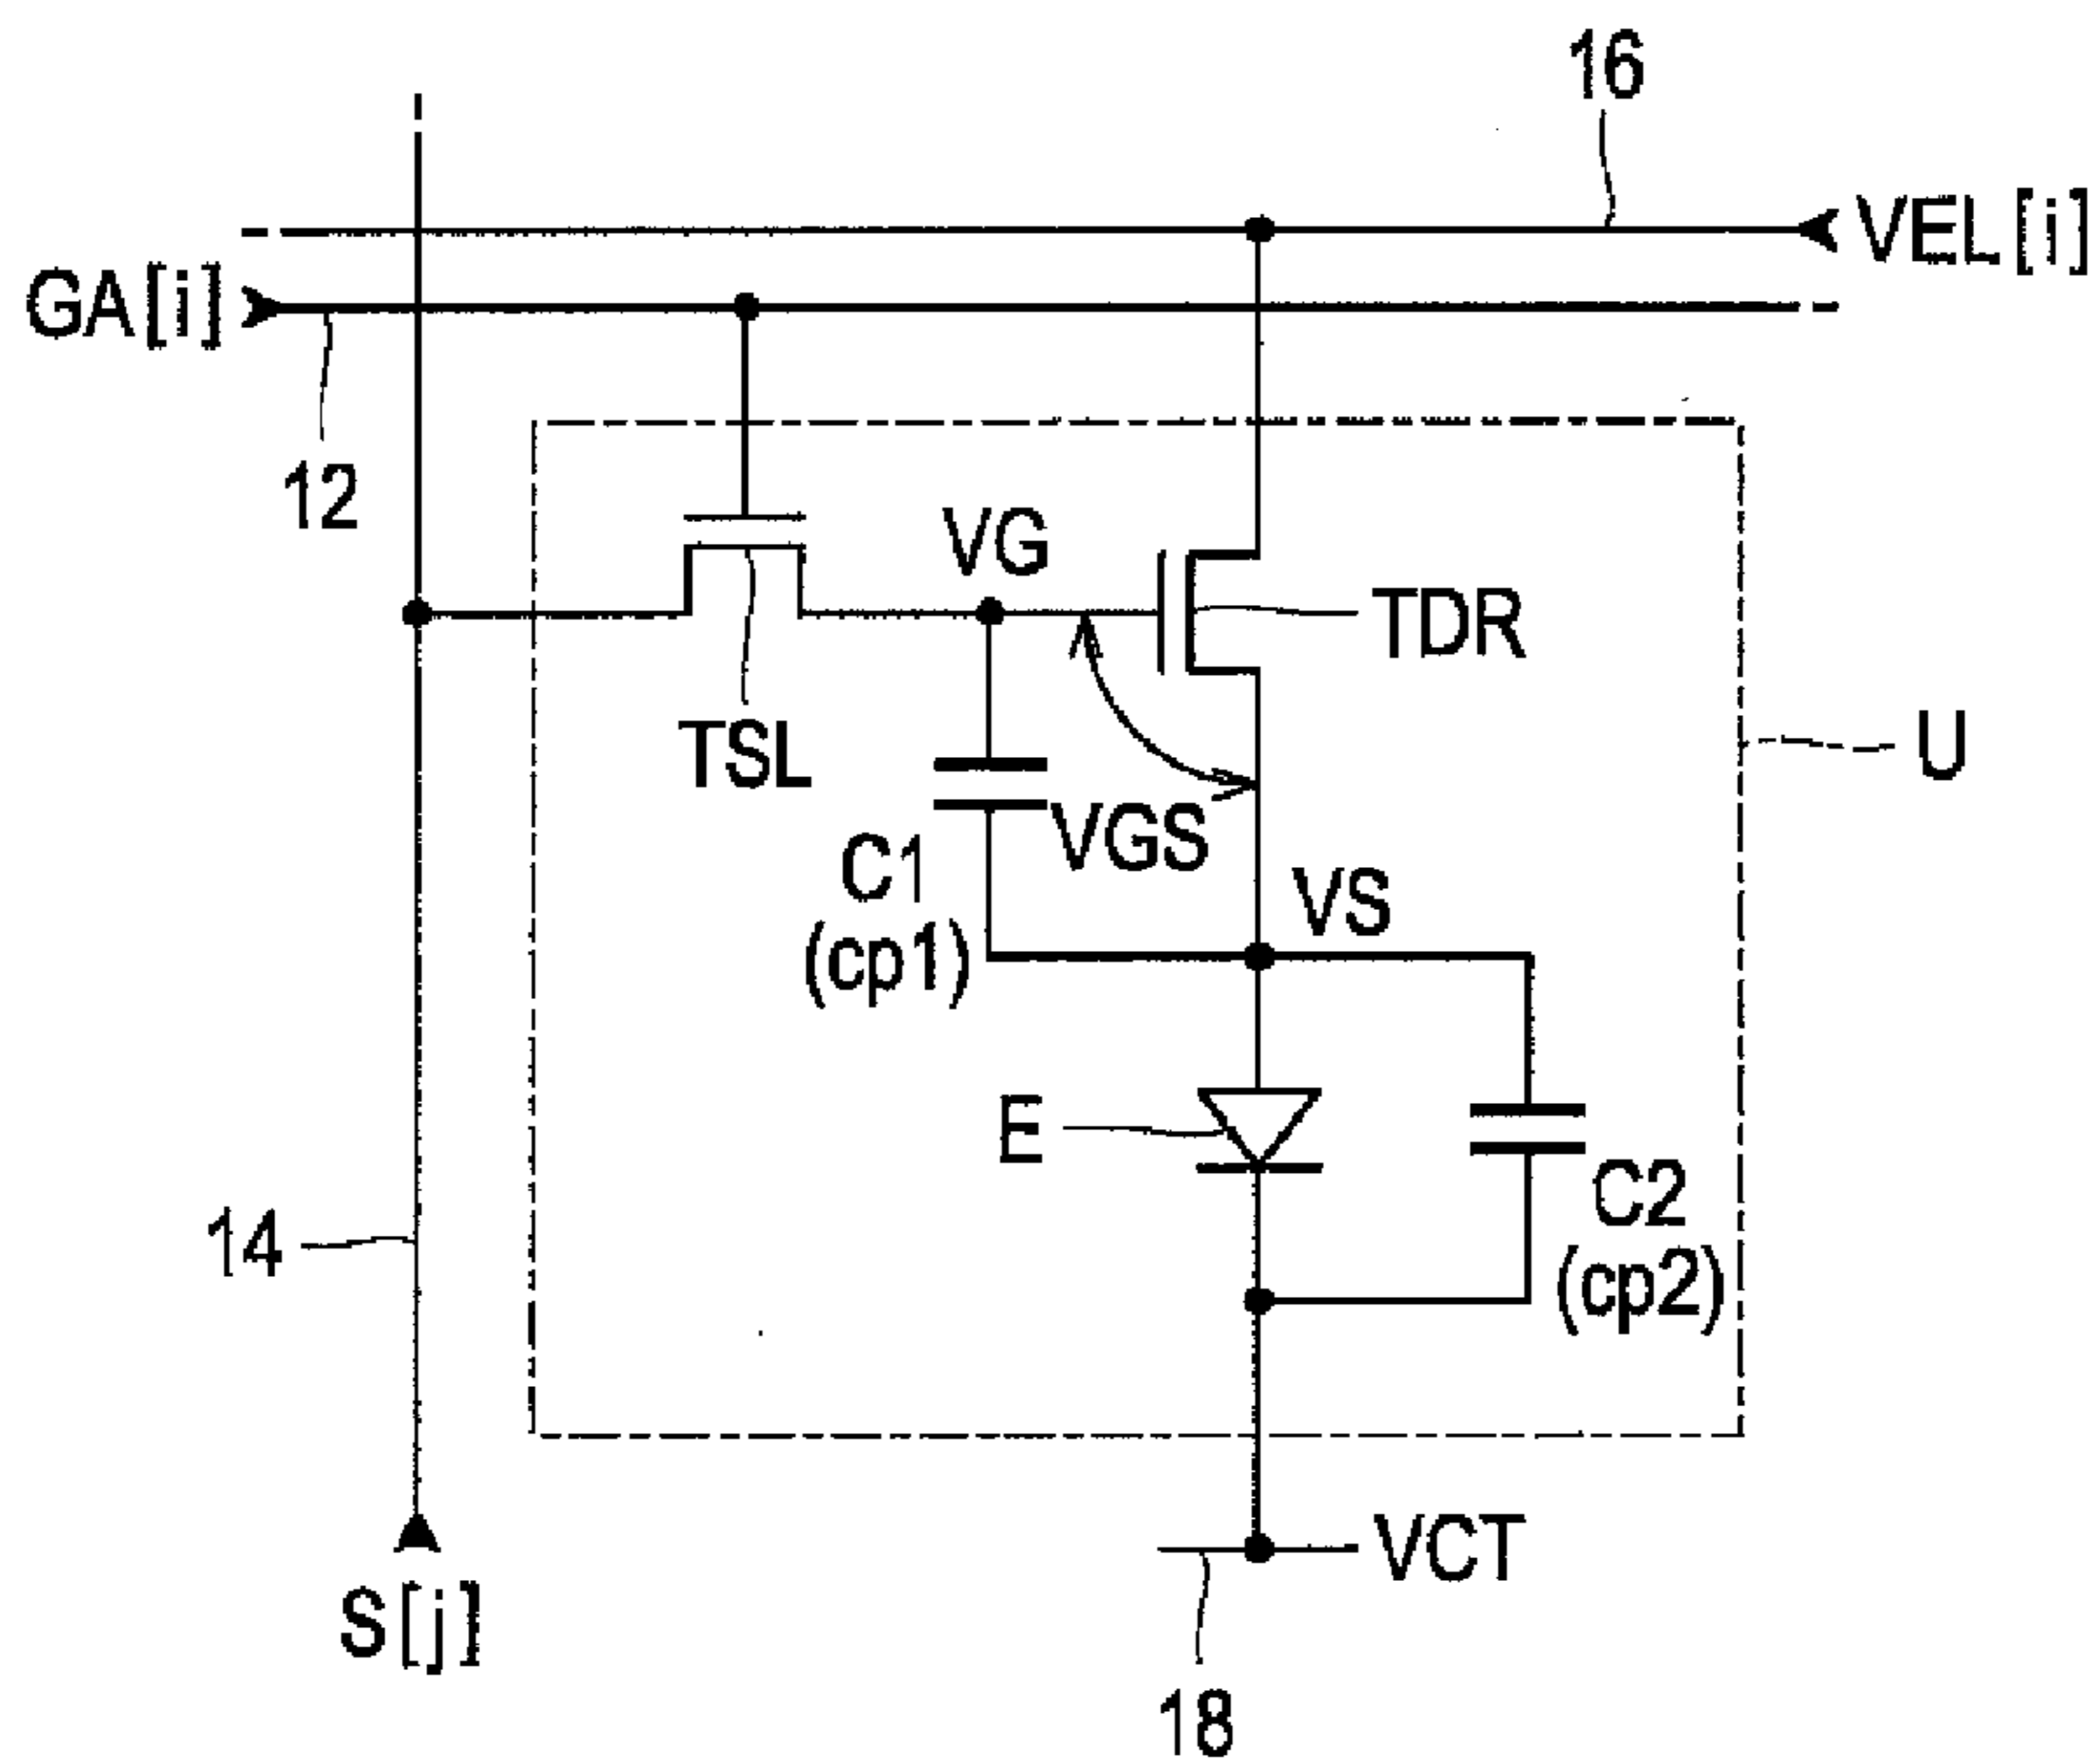 16
VEL[i]
GA[i]
12
VG
TDR
TSL
U
VGS
C1
(cp1)
VS
E
C2
(cp2)
14
VCT
S[j]
18